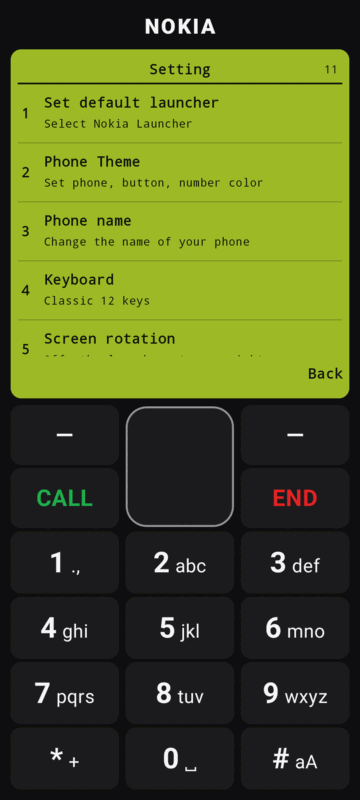 NOKIA
Setting 11
1 Set default launcher
Select Nokia Launcher
2 Phone Theme
Set phone, button, number color
3 Phone name
Change the name of your phone
4 Keyboard
Classic 12 keys
5 Screen rotation
Back
– –
CALL END
1 ., 2 abc 3 def
4 ghi 5 jkl 6 mno
7 pqrs 8 tuv 9 wxyz
* + 0 ⎵ # aA